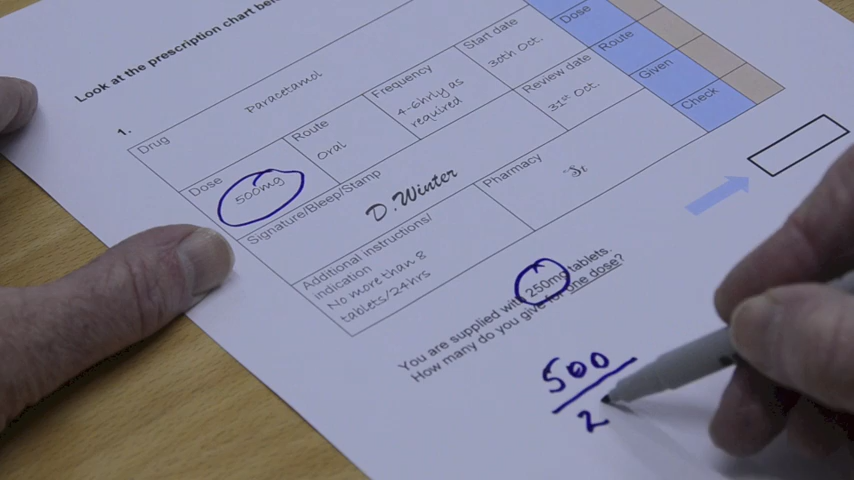 Look at the prescription chart
1.
Drug
Paracetamol
Dose
500mg
Route
Oral
Frequency
4-6hrly as
required
Start date
30th Oct.
Review date
31st Oct.
Dose
Route
Given
Check
Signature/Bleep/Stamp
D.Winter
Pharmacy
Additional instructions/
indication
No more than 8
tablets/24hrs
You are supplied with 250mg tablets.
How many do you give for one dose?
500
2